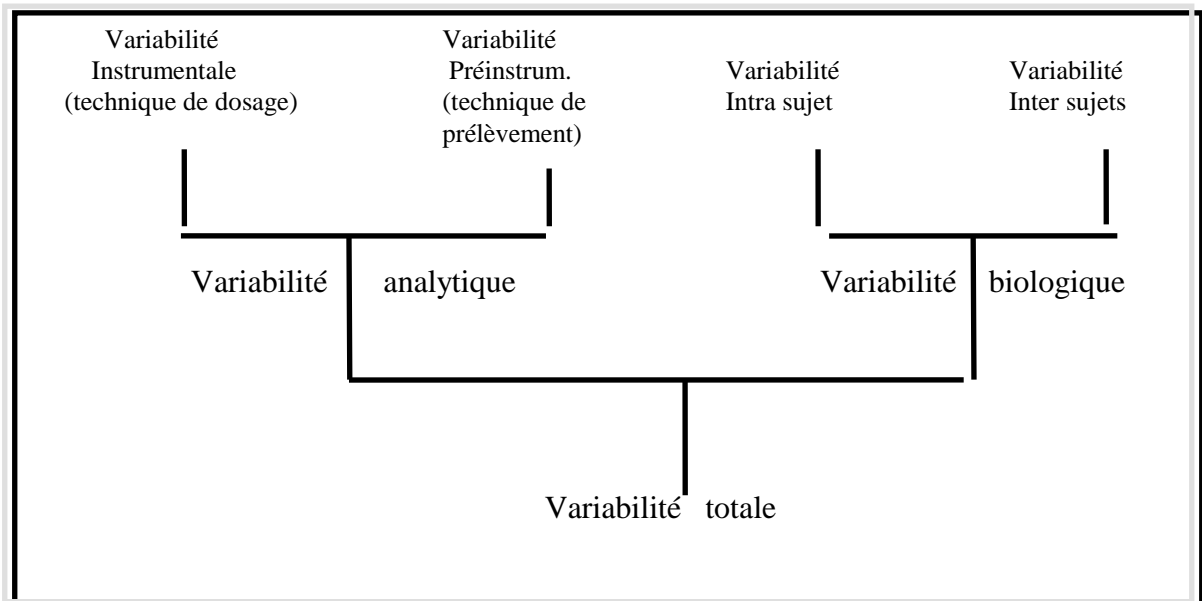 Variabilité
Instrumentale
(technique de dosage)
Variabilité
Préinstrum.
(technique de
prélèvement)
Variabilité
Intra sujet
Variabilité
Inter sujets
Variabilité analytique
Variabilité biologique
Variabilité totale